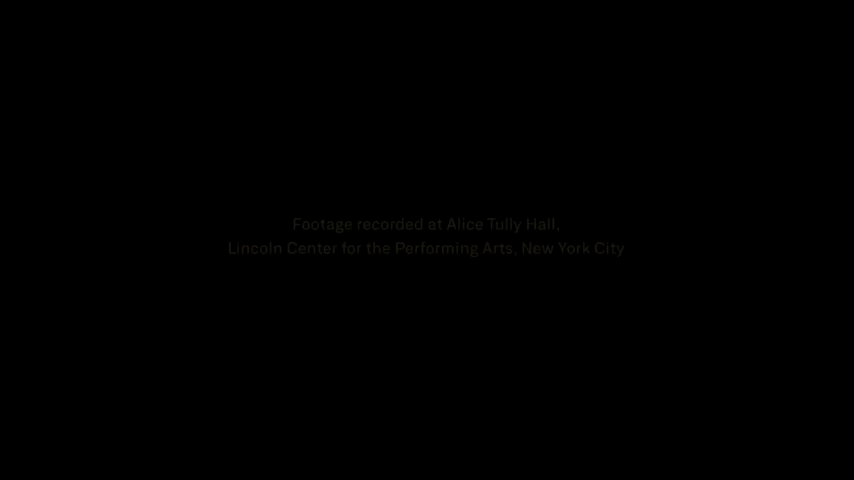 Footage recorded at Alice Tully Hall,
Lincoln Center for the Performing Arts, New York City